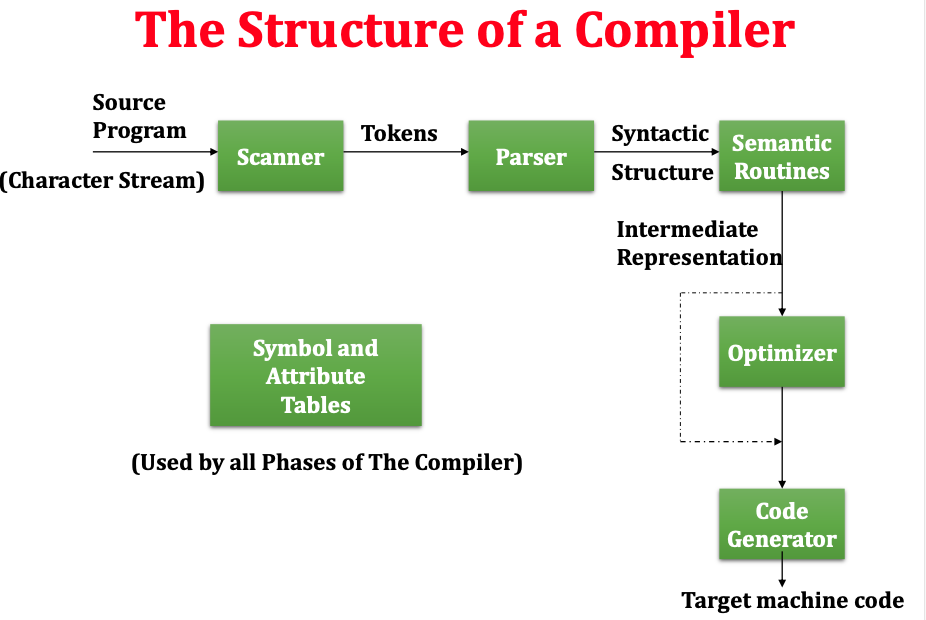 The Structure of a Compiler
Source
Program
(Character Stream)
Scanner
Tokens
Parser
Syntactic
Structure
Semantic
Routines
Intermediate
Representation
Optimizer
Symbol and
Attribute
Tables
(Used by all Phases of The Compiler)
Code
Generator
Target machine code